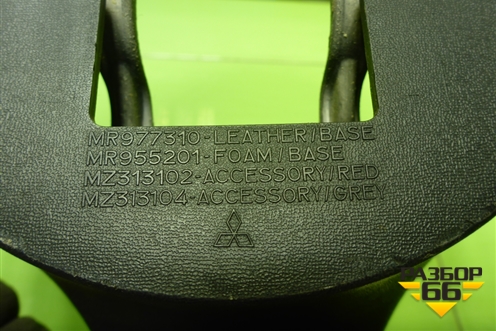 MR977310-LEATHER/BASE
MR955201-FOAM/BASE
MZ313102-ACCESSORY/RED
MZ313104-ACCESSORY/GREY
РАЗБОР
66